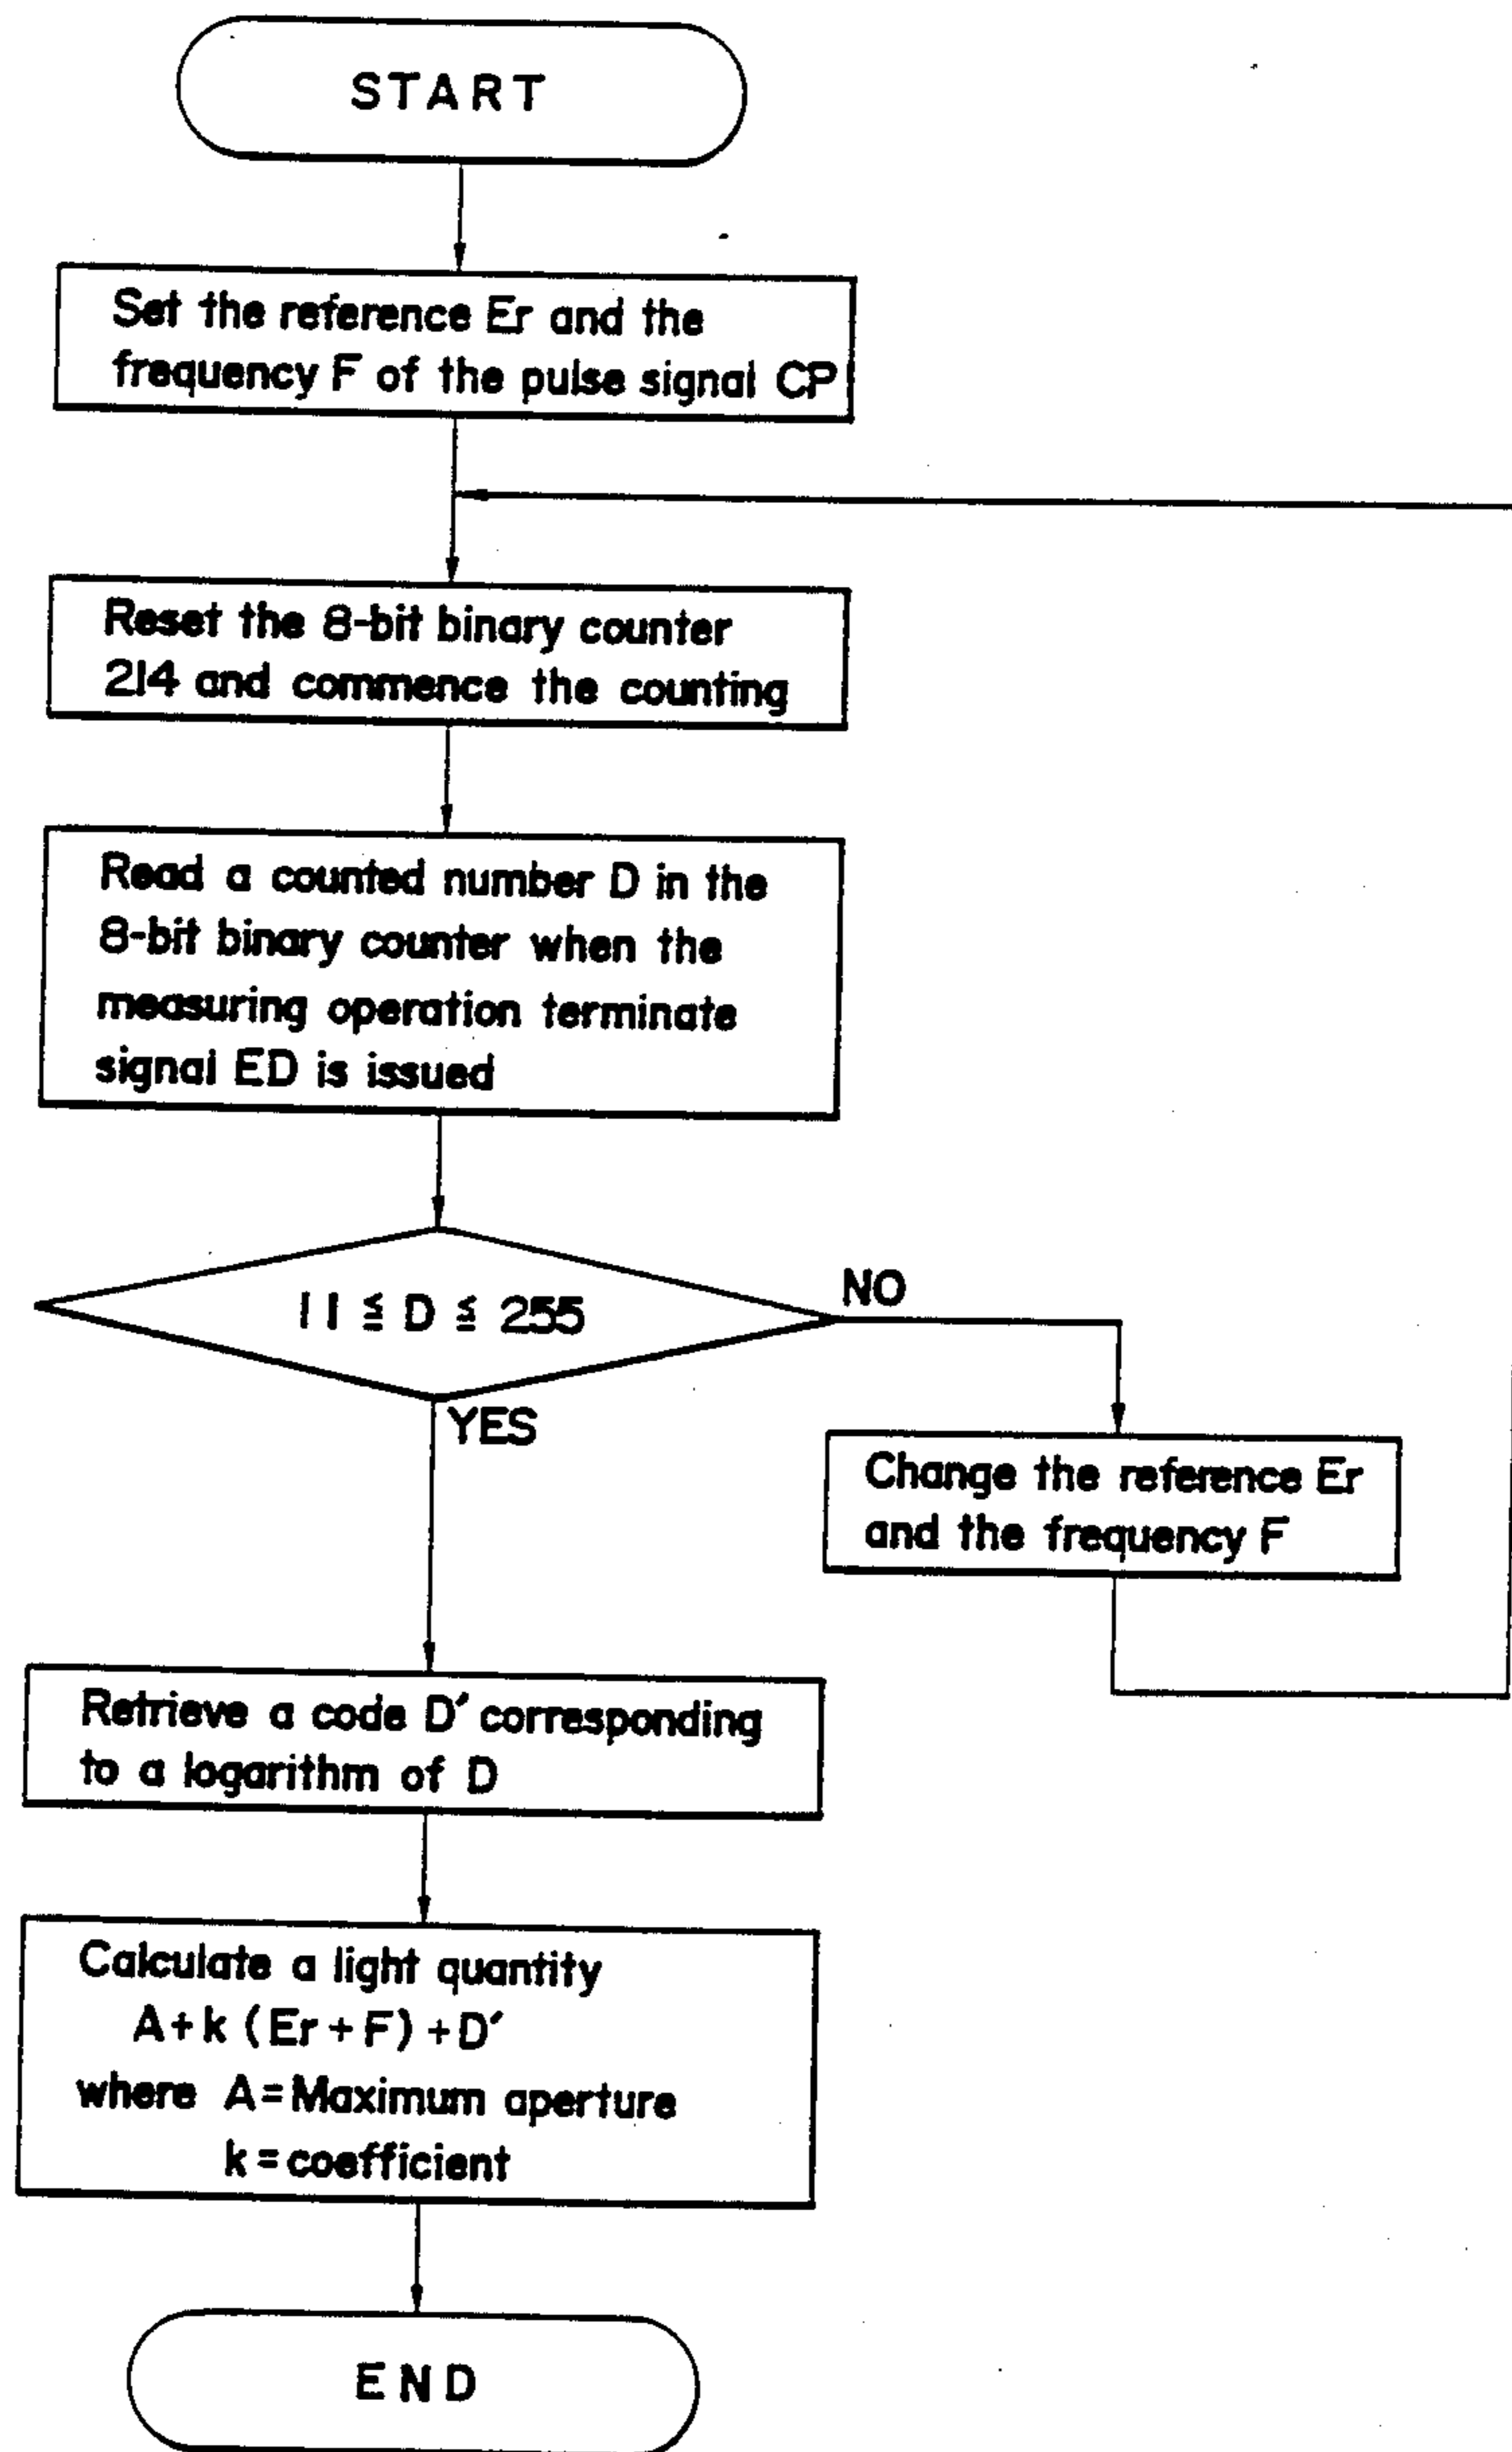 START
Set the reference Er and the
frequency F of the pulse signal CP
Reset the 8-bit binary counter
214 and commence the counting
Read a counted number D in the
8-bit binary counter when the
measuring operation terminate
signal ED is issued
11 ≦ D ≦ 255
NO
YES
Change the reference Er
and the frequency F
Retrieve a code D′ corresponding
to a logarithm of D
Calculate a light quantity
A+k (Er+F) +D′
where A=Maximum aperture
k=coefficient
END